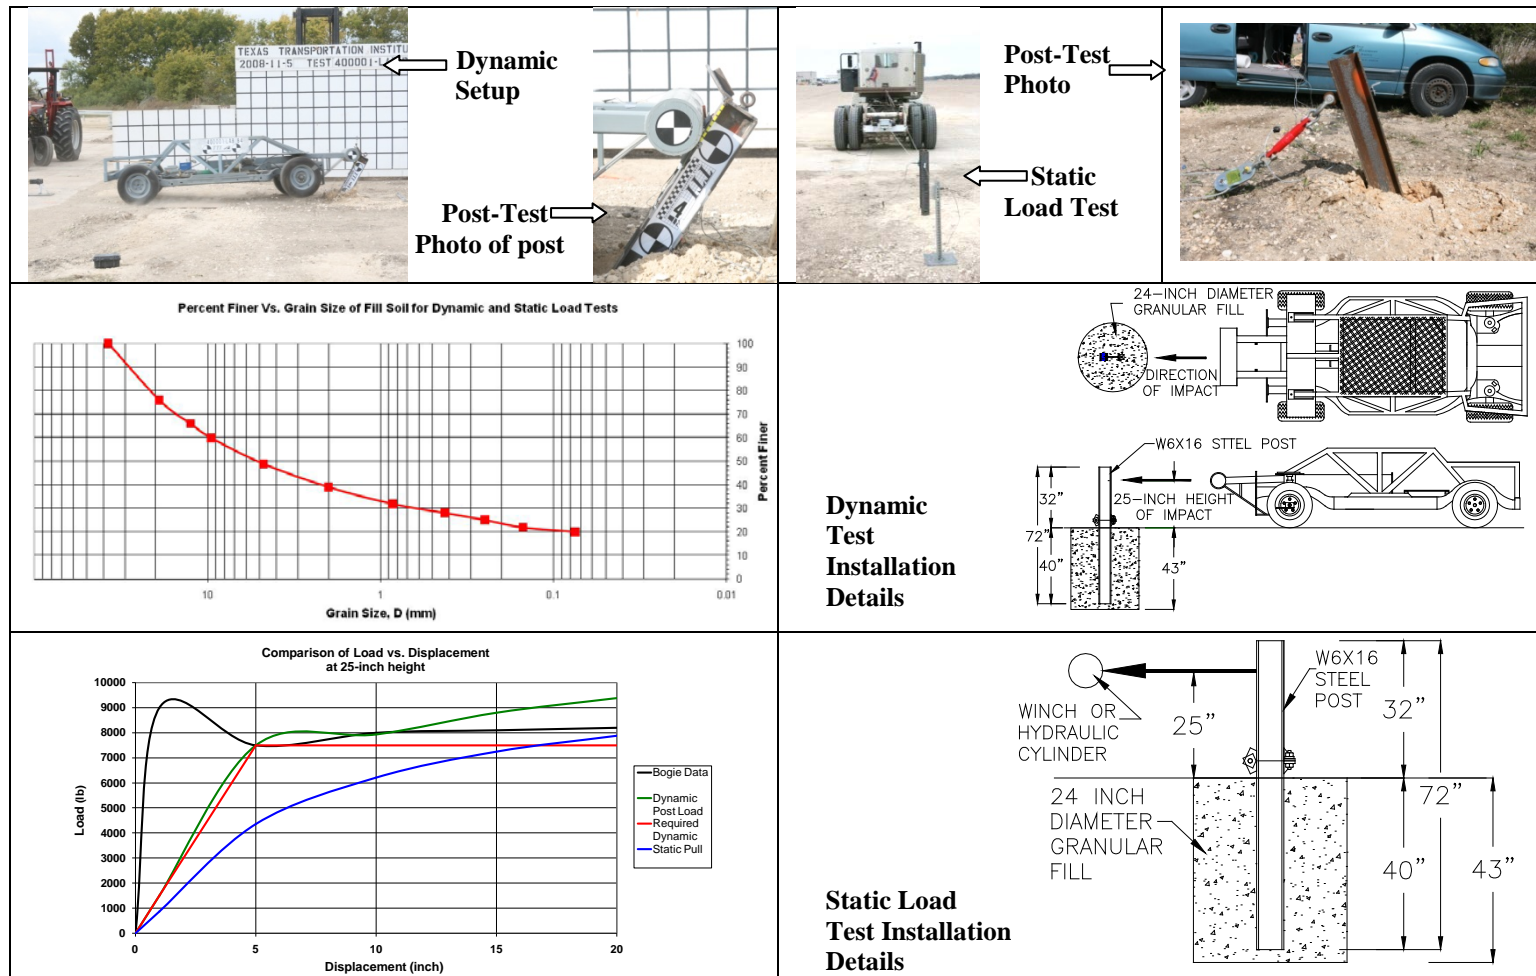 TEXAS TRANSPORTATION INSTITU
2008-11-5 TEST 400001-L
Dynamic
Setup
Post-Test
Photo of post
TTI
4
Static
Load Test
Post-Test
Photo
Percent Finer Vs. Grain Size of Fill Soil for Dynamic and Static Load Tests
100
90
80
70
60
50
40
30
20
10
0
Percent Finer
10
1
0.1
0.01
Grain Size, D (mm)
24-INCH DIAMETER
GRANULAR FILL
DIRECTION
OF IMPACT
W6X16 STTEL POST
32"
25-INCH HEIGHT
OF IMPACT
72"
40"
43"
Dynamic
Test
Installation
Details
Comparison of Load vs. Displacement
at 25-inch height
10000
9000
8000
7000
6000
5000
4000
3000
2000
1000
0
Load (lb)
0
5
10
15
20
Displacement (inch)
Bogie Data
Dynamic
Post Load
Required
Dynamic
Static Pull
W6X16
STEEL
POST
32"
25"
WINCH OR
HYDRAULIC
CYLINDER
72"
24 INCH
DIAMETER
GRANULAR
FILL
40"
43"
Static Load
Test Installation
Details